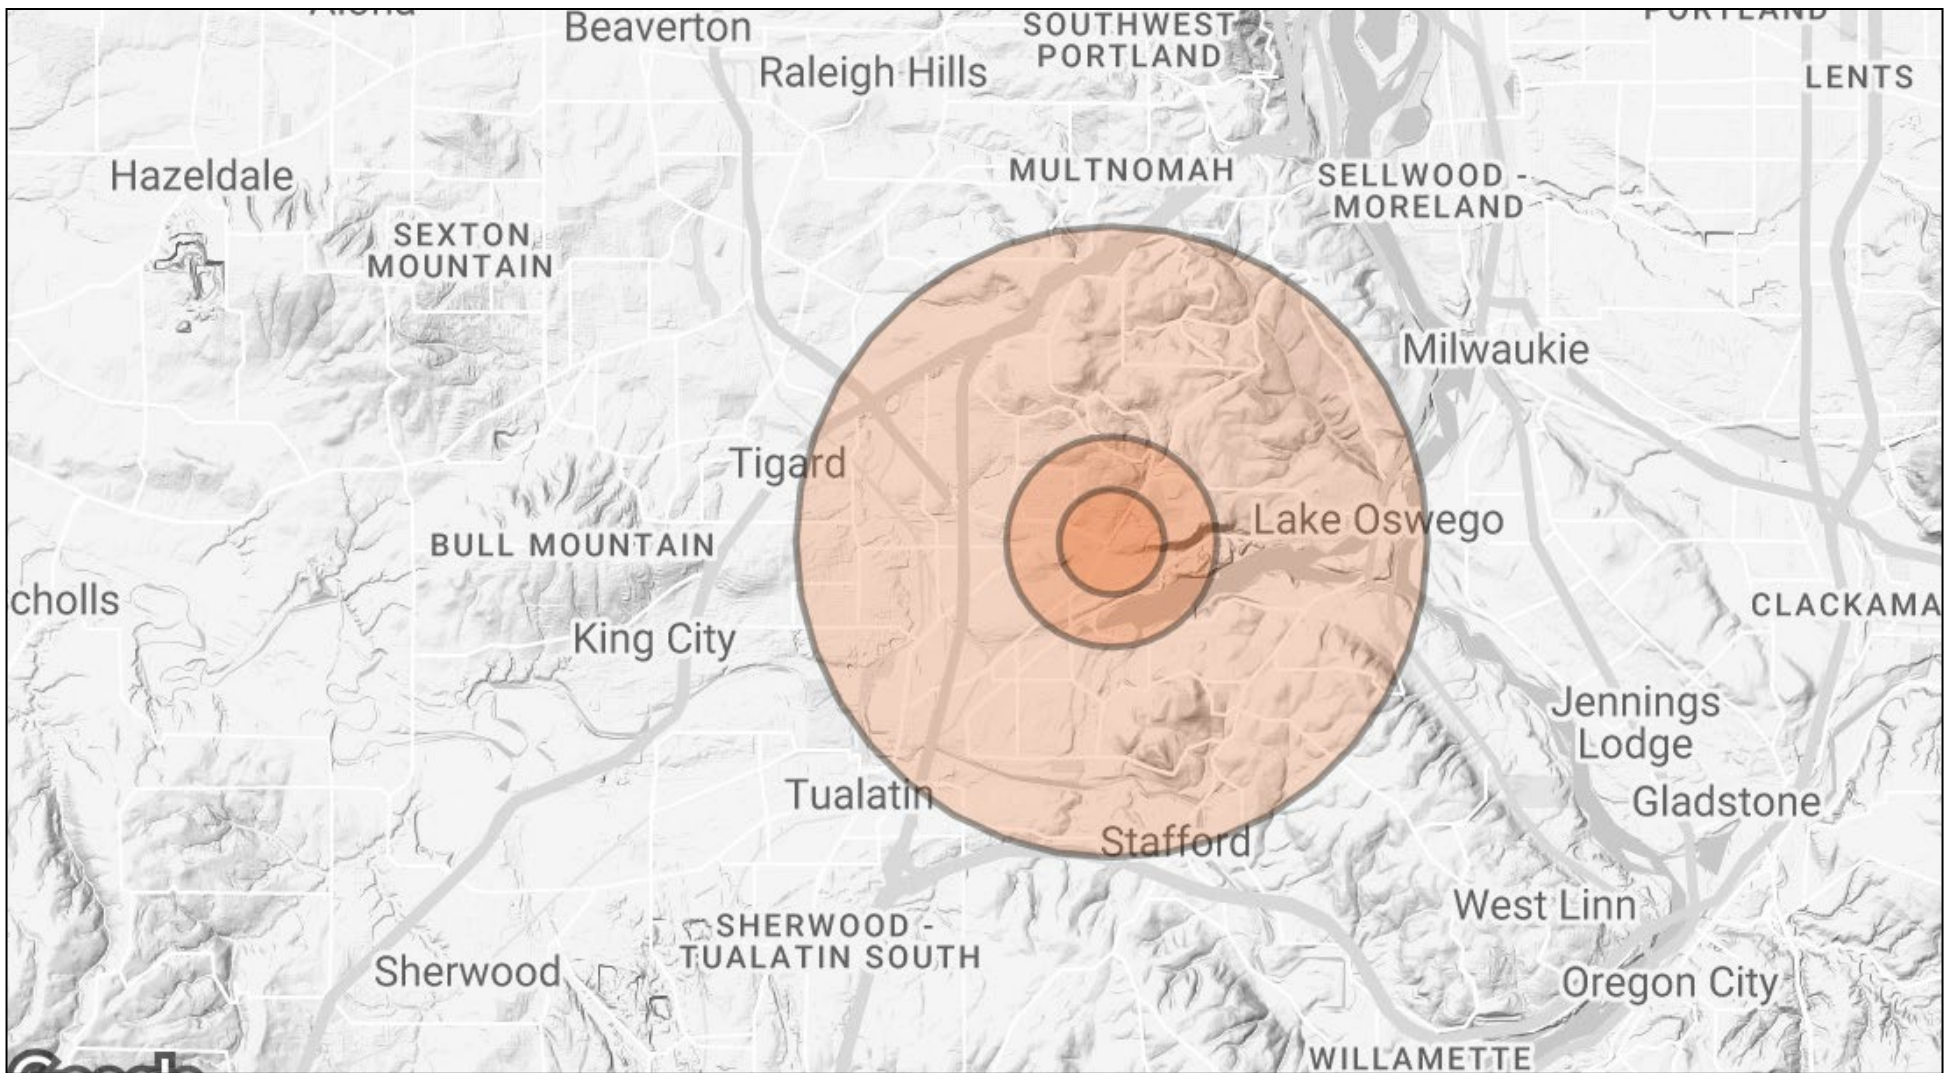 Beaverton
SOUTHWEST
PORTLAND
PORTLAND
Raleigh Hills
LENTS
Hazeldale
MULTNOMAH
SELLWOOD -
MORELAND
SEXTON
MOUNTAIN
Milwaukie
Tigard
Lake Oswego
BULL MOUNTAIN
cholls
CLACKAMA
King City
Jennings
Lodge
Tualatin
Gladstone
Stafford
West Linn
SHERWOOD -
TUALATIN SOUTH
Sherwood
Oregon City
WILLAMETTE